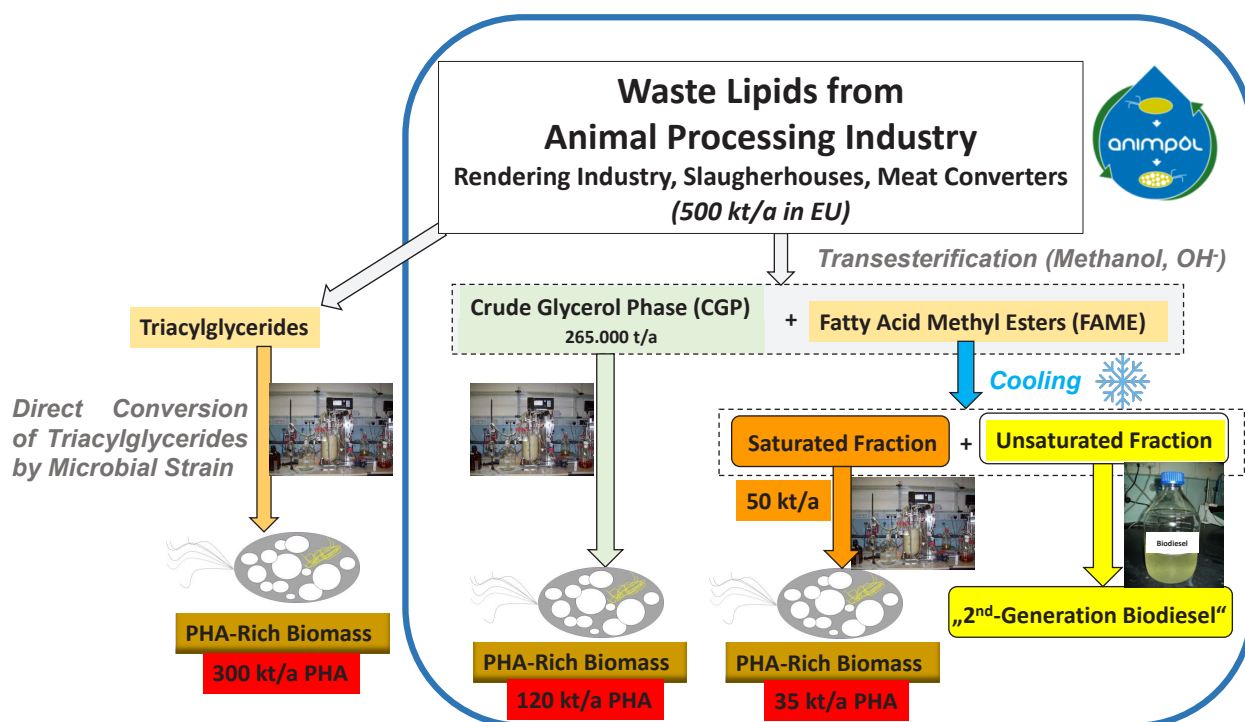 Waste Lipids from
Animal Processing Industry
Rendering Industry, Slaugherhouses, Meat Converters
(500 kt/a in EU)
anımpol
Transesterification (Methanol, OH-)
Triacylglycerides
Crude Glycerol Phase (CGP)
265.000 t/a
+
Fatty Acid Methyl Esters (FAME)
Cooling
Direct Conversion
of Triacylglycerides
by Microbial Strain
Saturated Fraction
+
Unsaturated Fraction
50 kt/a
Biodiesel
„2nd-Generation Biodiesel“
PHA-Rich Biomass
300 kt/a PHA
PHA-Rich Biomass
120 kt/a PHA
PHA-Rich Biomass
35 kt/a PHA